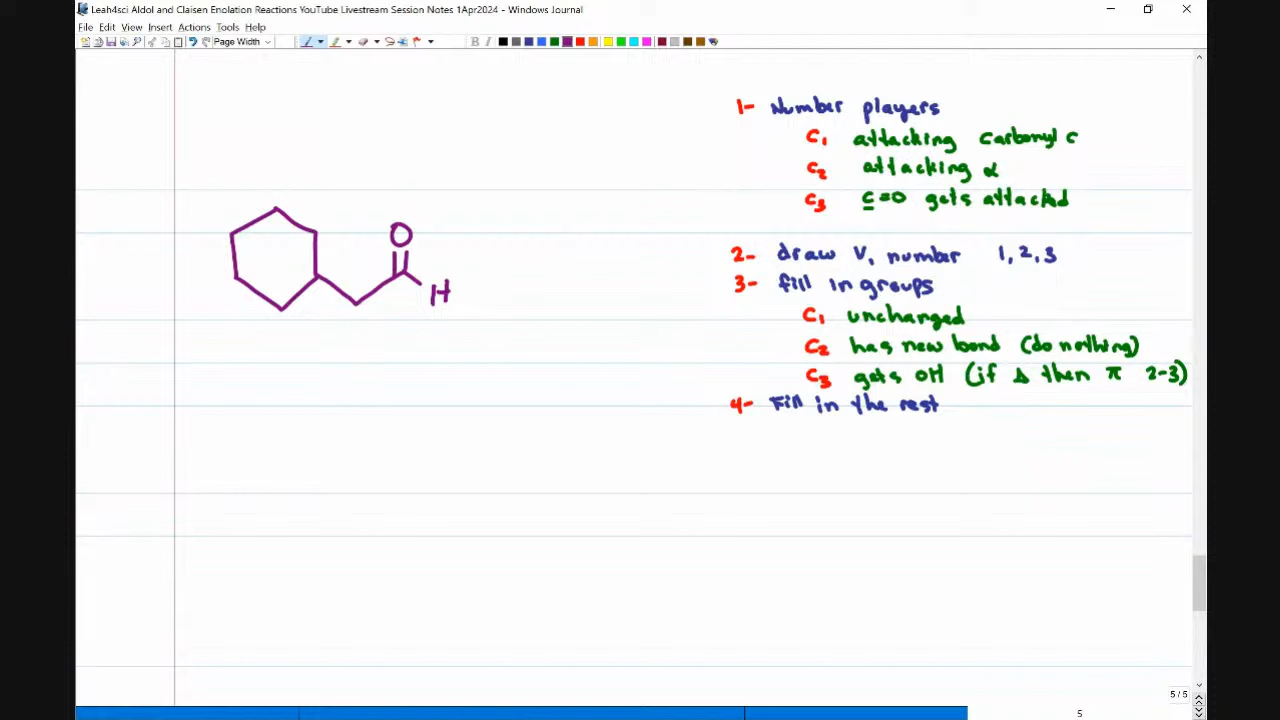 Leah4sci Aldol and Claisen Enolation Reactions YouTube Livestream Session Notes 1Apr2024 - Windows Journal
File Edit View Insert Actions Tools Help
Page Width
B I
1- Number players
C1 attacking carbonyl c
C2 attacking α
C3 c=o gets attacked
2- draw V, number 1, 2, 3
3- fill in groups
C1 unchanged
C2 has new bond (do nothing)
C3 gets OH (if Δ then π 2-3)
4- Fill in the rest
O
H
5 / 5
5